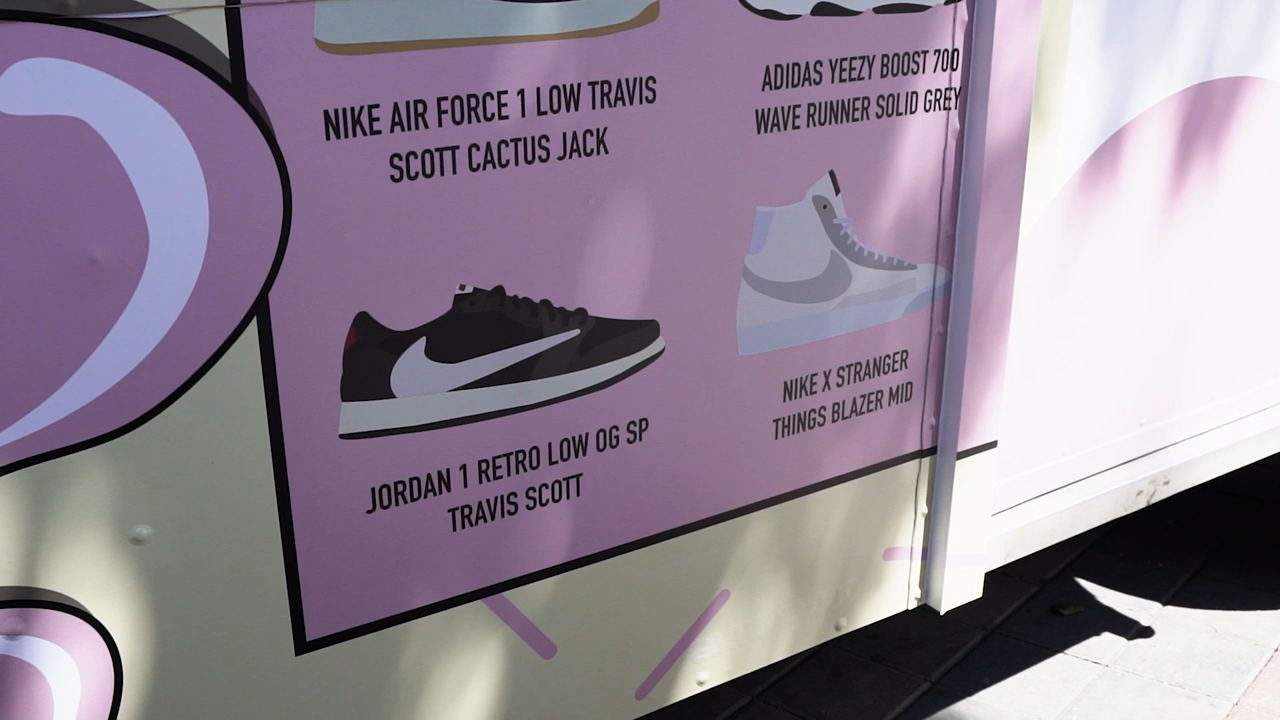 NIKE AIR FORCE 1 LOW TRAVIS
SCOTT CACTUS JACK
ADIDAS YEEZY BOOST 700
WAVE RUNNER SOLID GREY
JORDAN 1 RETRO LOW OG SP
TRAVIS SCOTT
NIKE X STRANGER
THINGS BLAZER MID